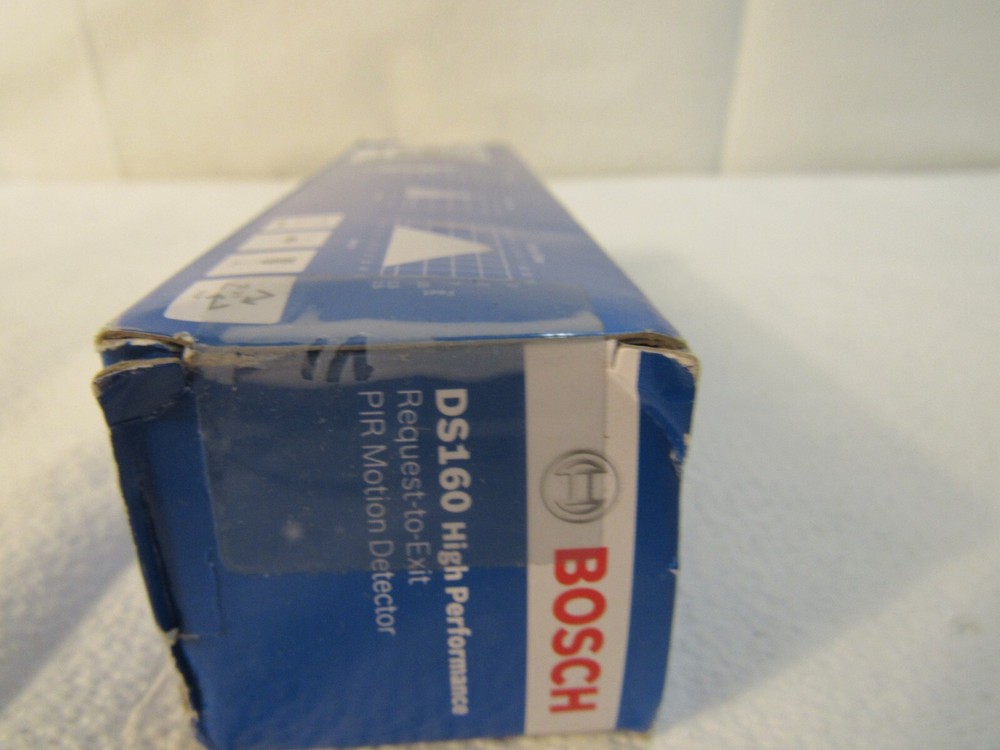 BOSCH
DS160 High Performance
Request-to-Exit
PIR Motion Detector